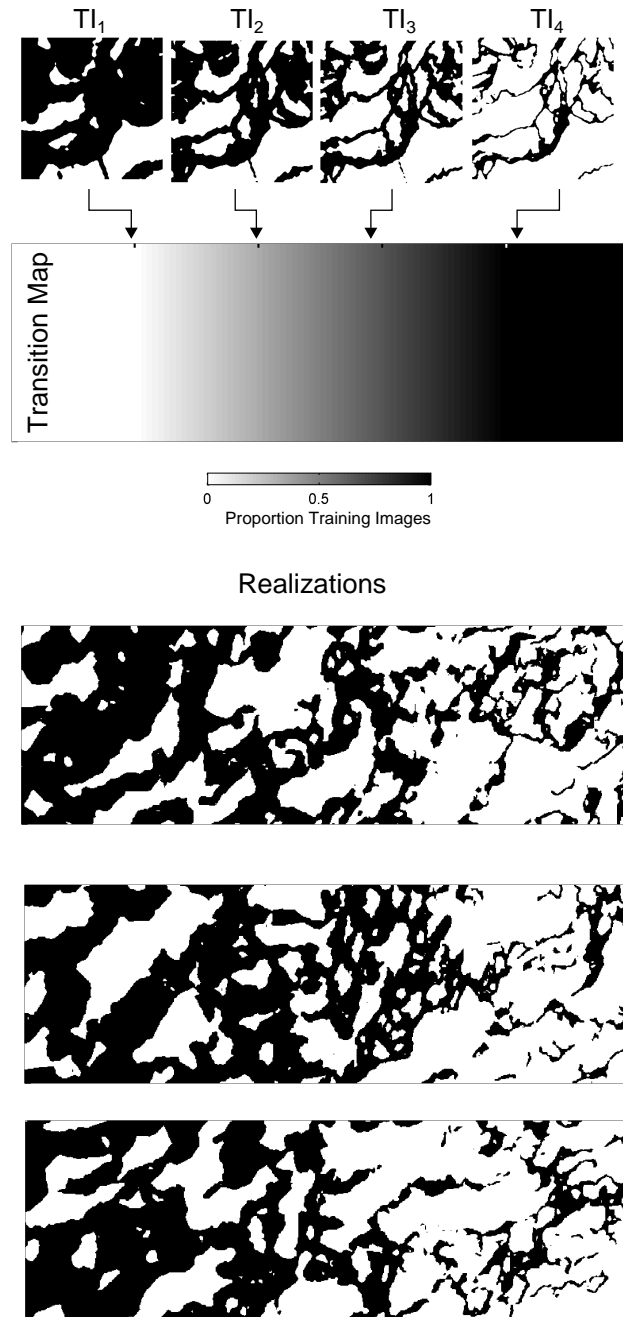 TI₁ TI₂ TI₃ TI₄
Transition Map
0 0.5 1
Proportion Training Images
Realizations